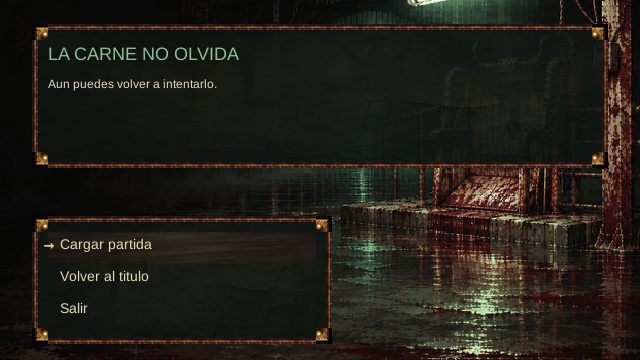 LA CARNE NO OLVIDA
Aun puedes volver a intentarlo.
Cargar partida
Volver al titulo
Salir